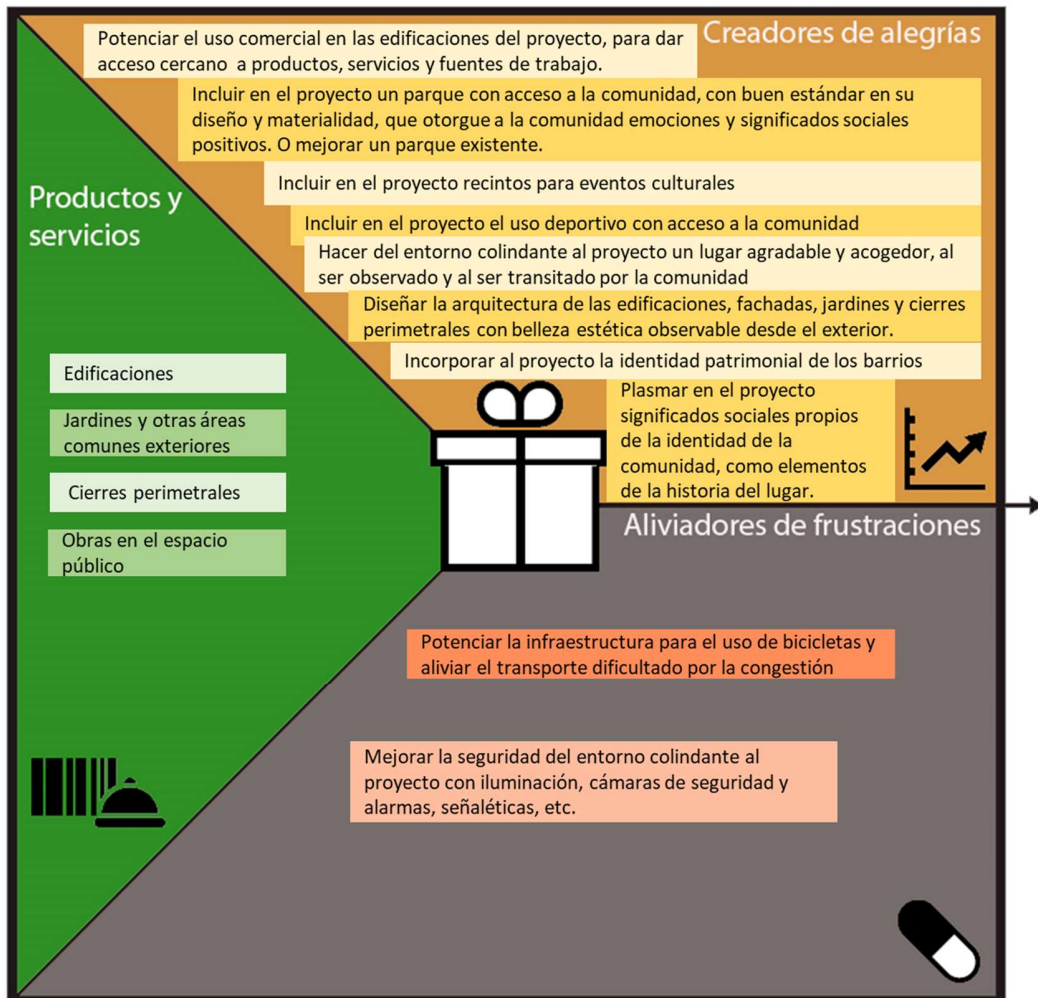 Creadores de alegrías
Potenciar el uso comercial en las edificaciones del proyecto, para dar
acceso cercano a productos, servicios y fuentes de trabajo.
Incluir en el proyecto un parque con acceso a la comunidad, con buen estándar en su
diseño y materialidad, que otorgue a la comunidad emociones y significados sociales
positivos. O mejorar un parque existente.
Incluir en el proyecto recintos para eventos culturales
Incluir en el proyecto el uso deportivo con acceso a la comunidad
Hacer del entorno colindante al proyecto un lugar agradable y acogedor, al
ser observado y al ser transitado por la comunidad
Diseñar la arquitectura de las edificaciones, fachadas, jardines y cierres
perimetrales con belleza estética observable desde el exterior.
Incorporar al proyecto la identidad patrimonial de los barrios
Plasmar en el proyecto
significados sociales propios
de la identidad de la
comunidad, como elementos
de la historia del lugar.
Productos y
servicios
Edificaciones
Jardines y otras áreas
comunes exteriores
Cierres perimetrales
Obras en el espacio
público
Aliviadores de frustraciones
Potenciar la infraestructura para el uso de bicicletas y
aliviar el transporte dificultado por la congestión
Mejorar la seguridad del entorno colindante al
proyecto con iluminación, cámaras de seguridad y
alarmas, señaléticas, etc.